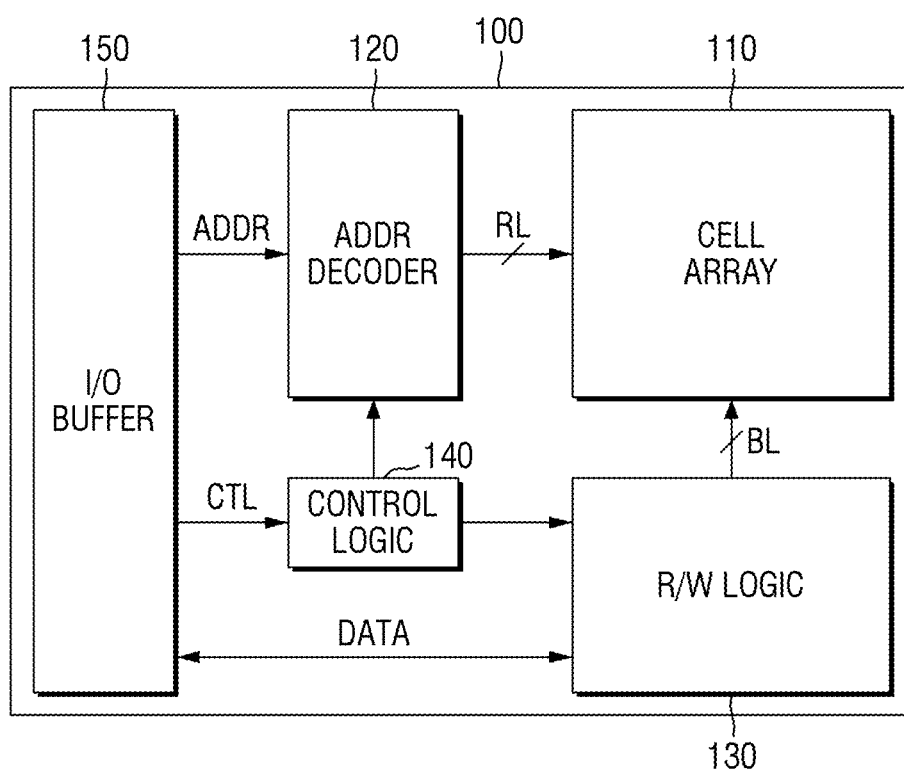 100
150
120
110
ADDR
ADDR
DECODER
RL
CELL
ARRAY
I/O
BUFFER
BL
140
CTL
CONTROL
LOGIC
R/W LOGIC
DATA
130